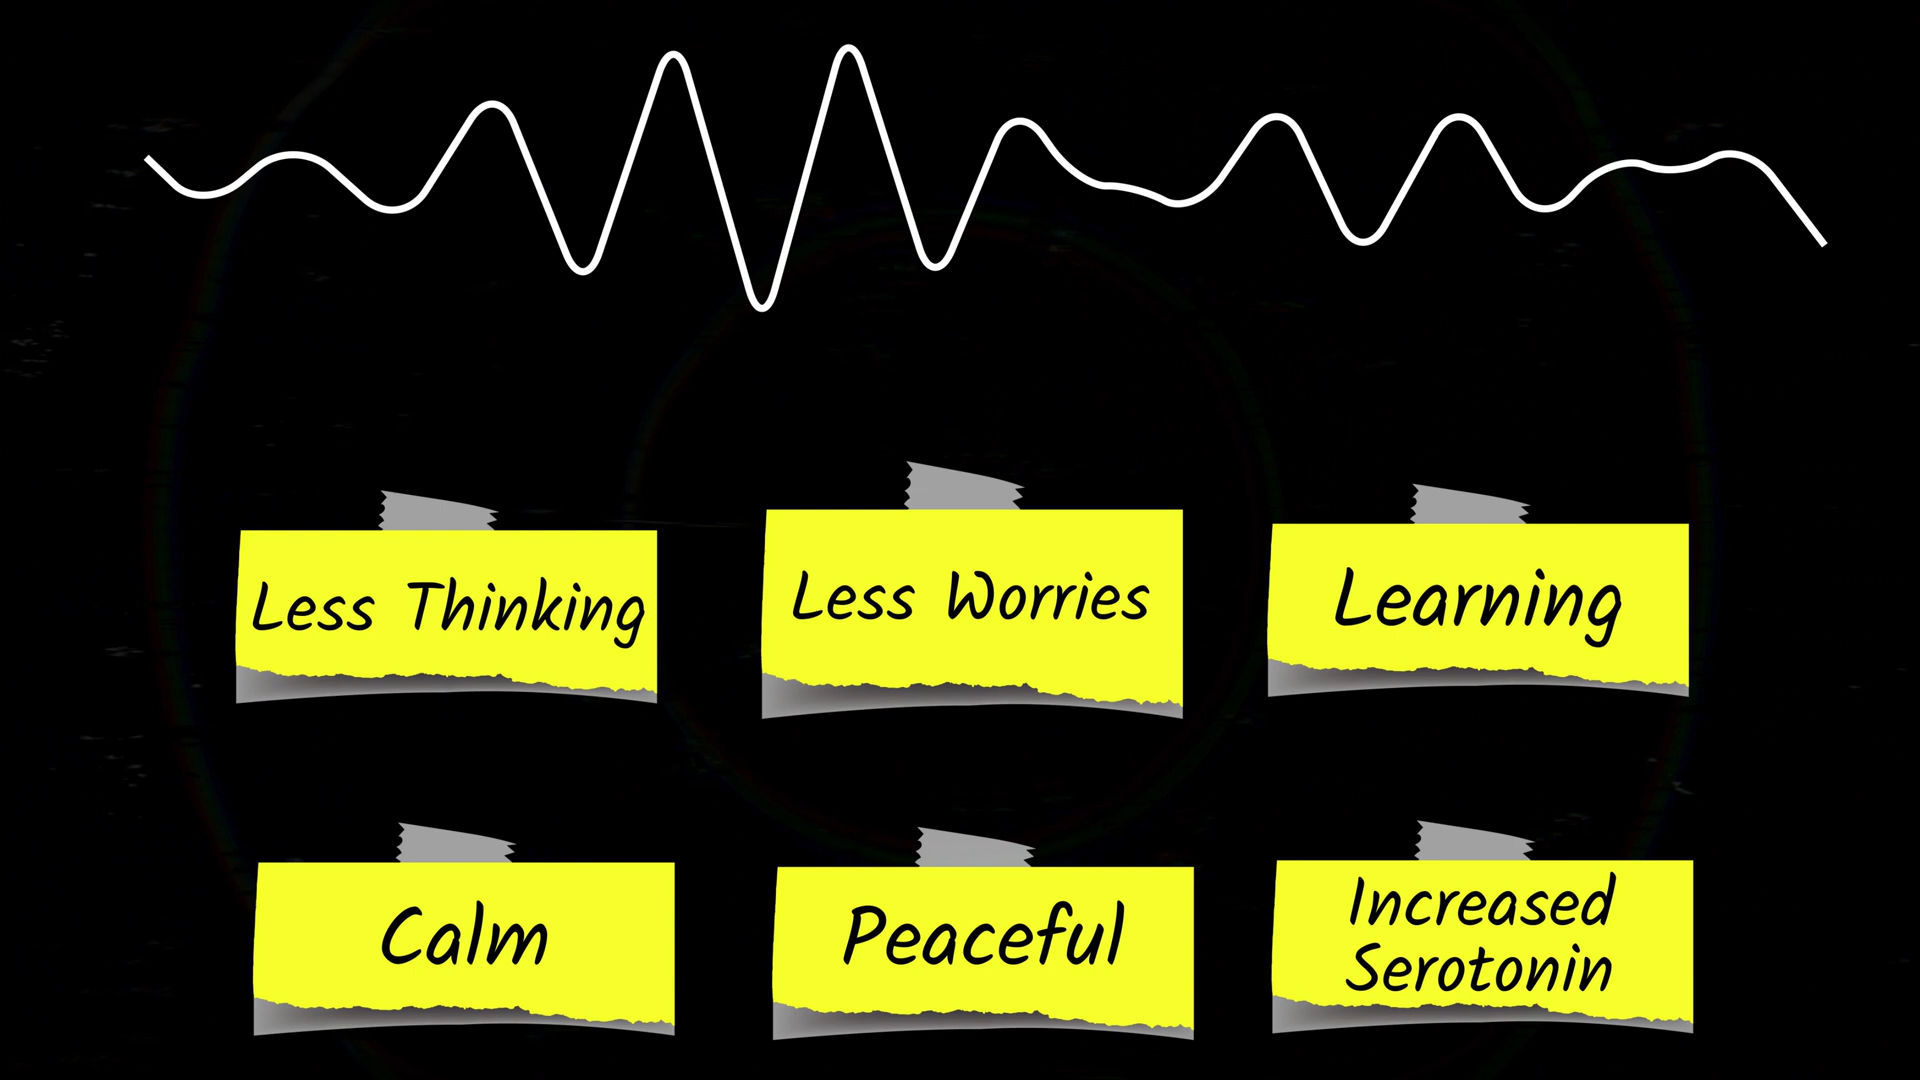 Less Thinking
Less Worries
Learning
Calm
Peaceful
Increased
Serotonin